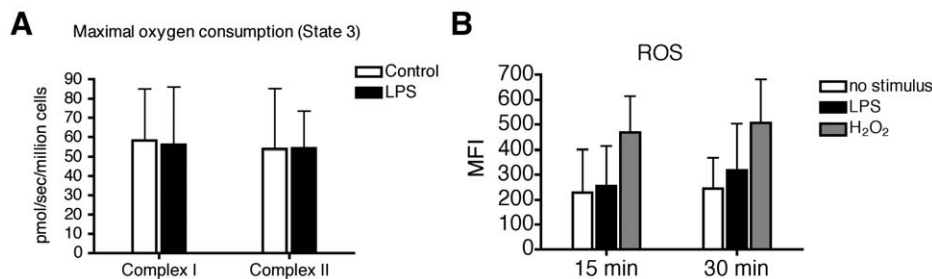 A
Maximal oxygen consumption (State 3)
pmol/sec/million cells
90
80
70
60
50
40
30
20
10
0
Complex I
Complex II
Control
LPS
B
ROS
MFI
700
600
500
400
300
200
100
0
15 min
30 min
no stimulus
LPS
H₂O₂